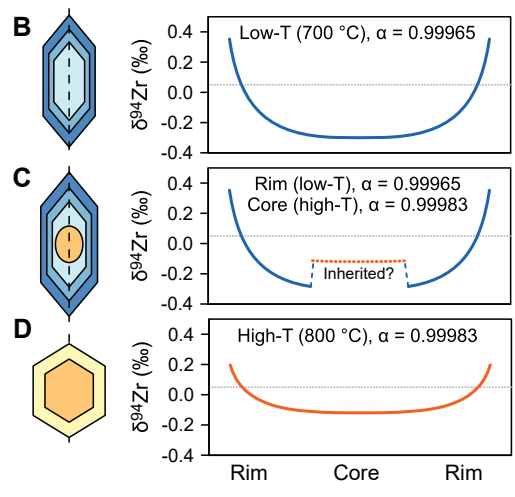 B
Low-T (700 °C), α = 0.99965
δ⁹⁴Zr (‰)
0.4
0.2
0.0
-0.2
-0.4
C
Rim (low-T), α = 0.99965
Core (high-T), α = 0.99983
δ⁹⁴Zr (‰)
0.4
0.2
0.0
-0.2
-0.4
Inherited?
D
High-T (800 °C), α = 0.99983
δ⁹⁴Zr (‰)
0.4
0.2
0.0
-0.2
-0.4
Rim Core Rim